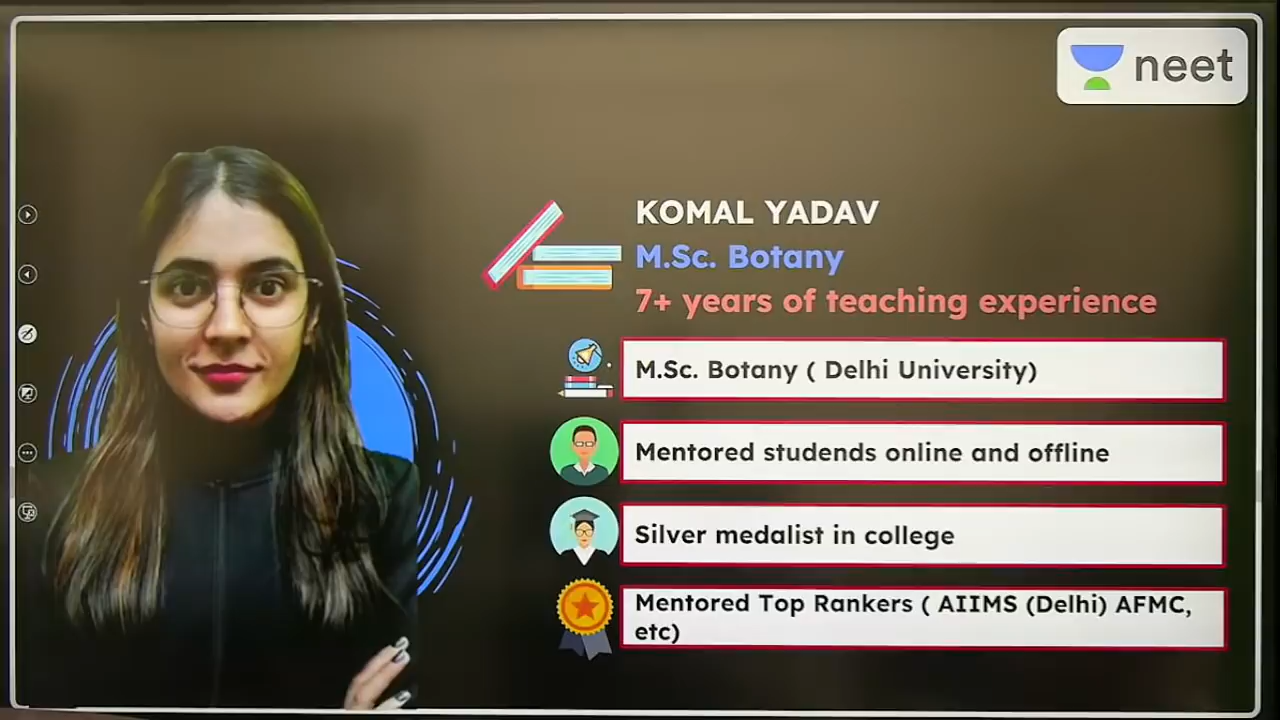 neet
KOMAL YADAV
M.Sc. Botany
7+ years of teaching experience
M.Sc. Botany ( Delhi University)
Mentored studends online and offline
Silver medalist in college
Mentored Top Rankers ( AIIMS (Delhi) AFMC,
etc)